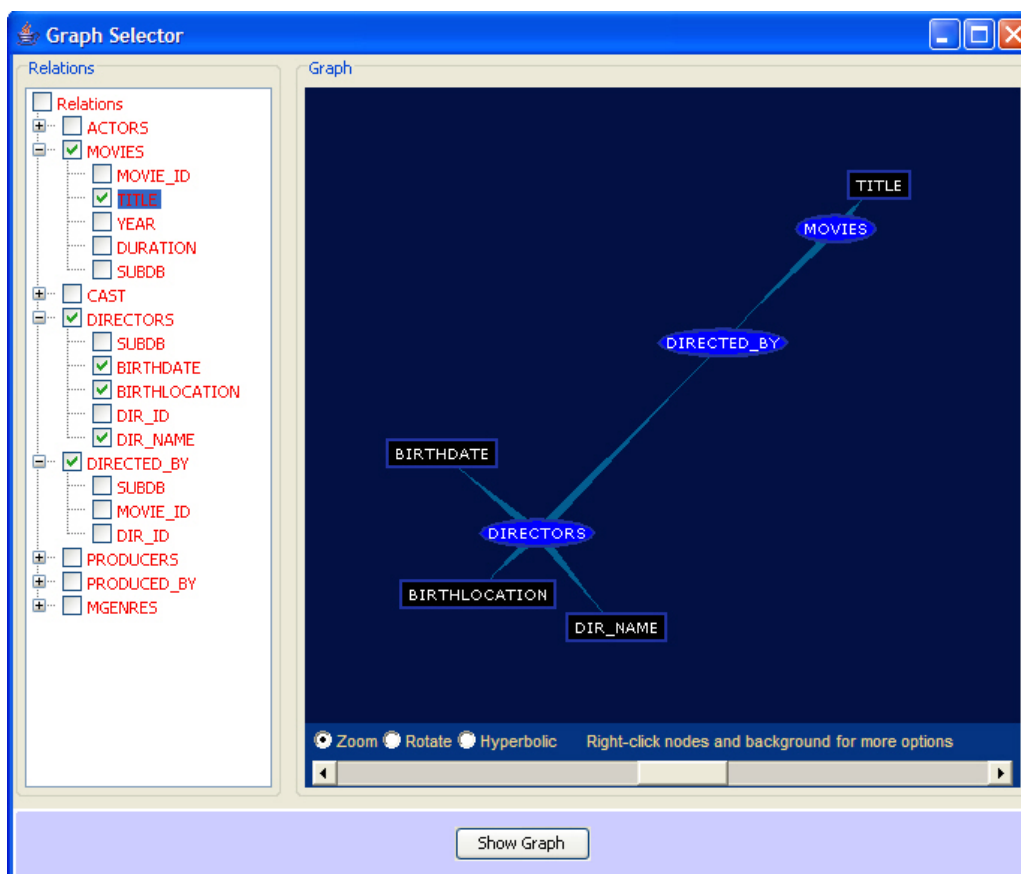 Graph Selector
Relations
Relations
ACTORS
MOVIES
MOVIE_ID
TITLE
YEAR
DURATION
SUBDB
CAST
DIRECTORS
SUBDB
BIRTHDATE
BIRTHLOCATION
DIR_ID
DIR_NAME
DIRECTED_BY
SUBDB
MOVIE_ID
DIR_ID
PRODUCERS
PRODUCED_BY
MGENRES
Graph
TITLE
MOVIES
DIRECTED_BY
BIRTHDATE
DIRECTORS
BIRTHLOCATION
DIR_NAME
Zoom Rotate Hyperbolic Right-click nodes and background for more options
Show Graph